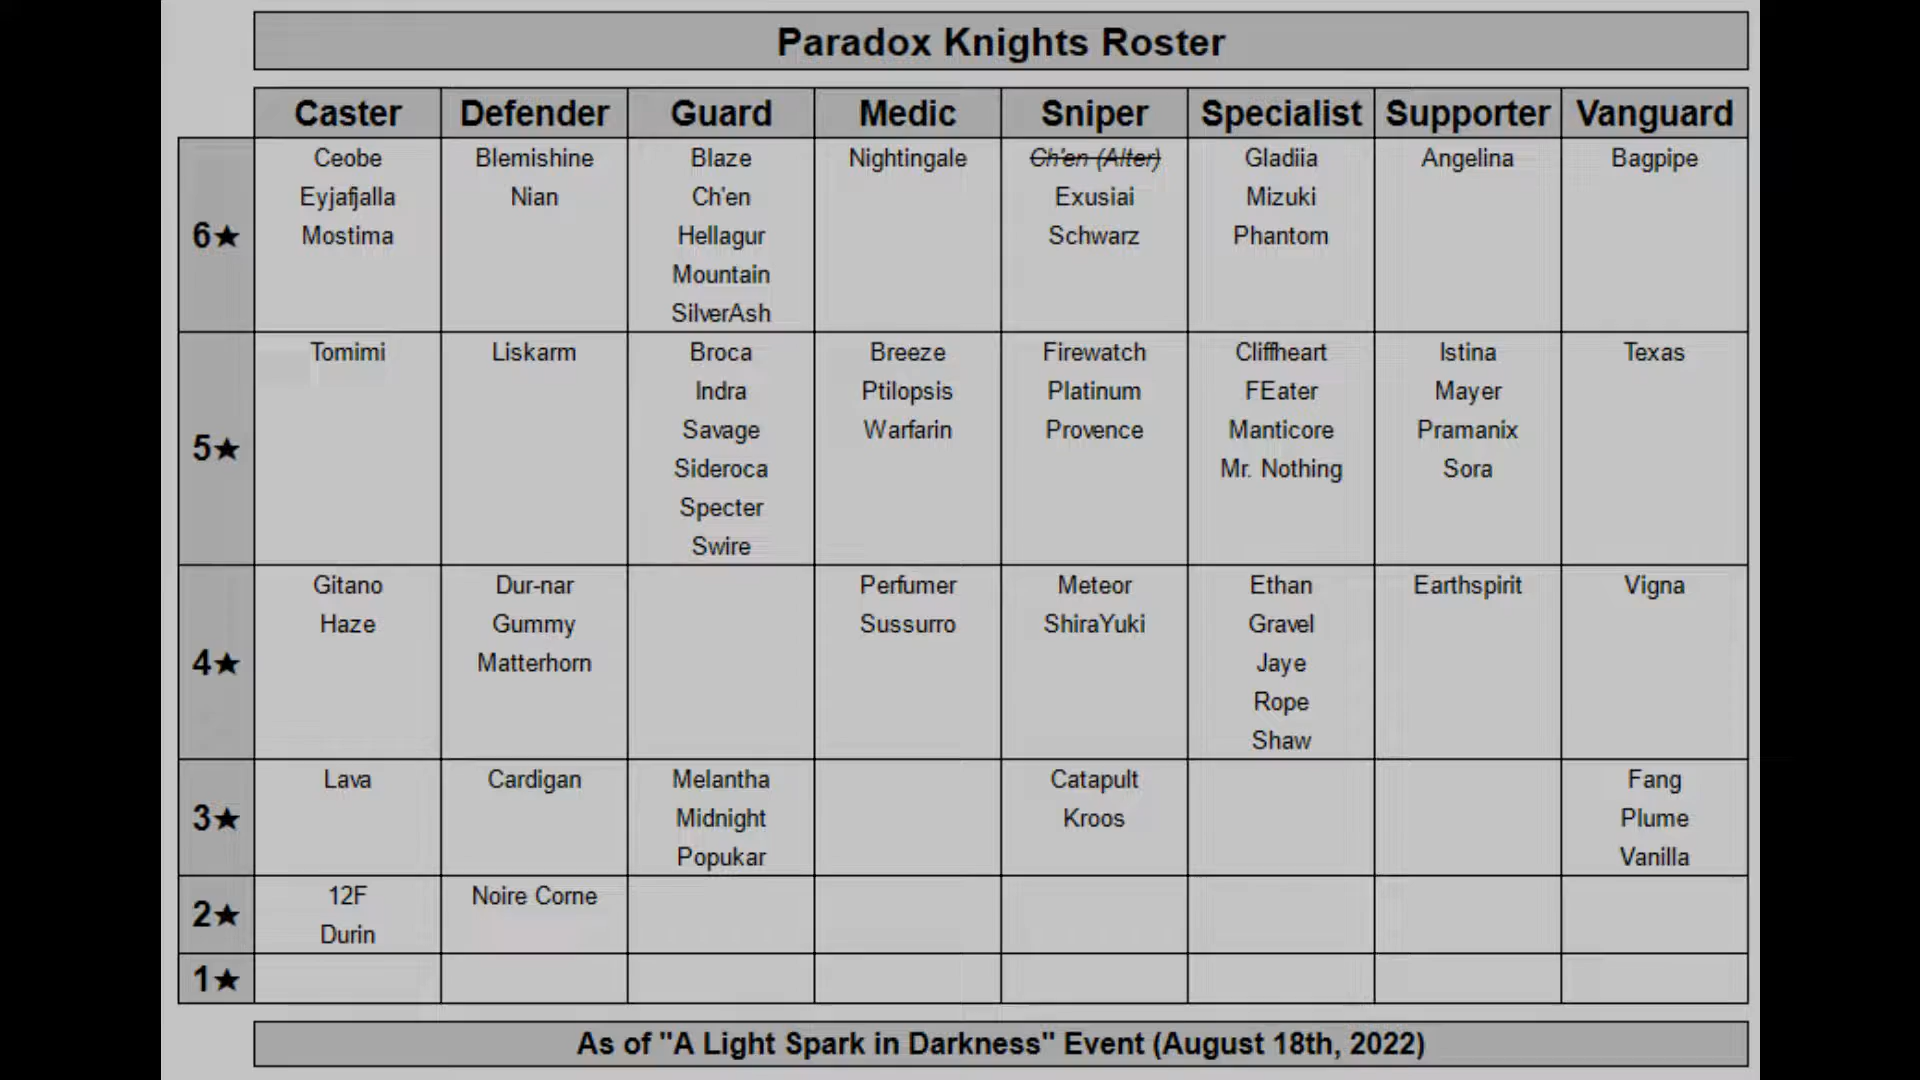 Paradox Knights Roster
Caster Defender Guard Medic Sniper Specialist Supporter Vanguard
6★
Ceobe Blemishine Blaze Nightingale Ch'en (Alter) Gladiia Angelina Bagpipe
Eyjafjalla Nian Ch'en Exusiai Mizuki
Mostima Hellagur Schwarz Phantom
Mountain
SilverAsh
5★
Tomimi Liskarm Broca Breeze Firewatch Cliffheart Istina Texas
Indra Ptilopsis Platinum FEater Mayer
Savage Warfarin Provence Manticore Pramanix
Sideroca Mr. Nothing Sora
Specter
Swire
4★
Gitano Dur-nar Perfumer Meteor Ethan Earthspirit Vigna
Haze Gummy Sussurro ShiraYuki Gravel
Matterhorn Jaye
Rope
Shaw
3★
Lava Cardigan Melantha Catapult Fang
Midnight Kroos Plume
Popukar Vanilla
2★
12F Noire Corne
Durin
1★
As of "A Light Spark in Darkness" Event (August 18th, 2022)